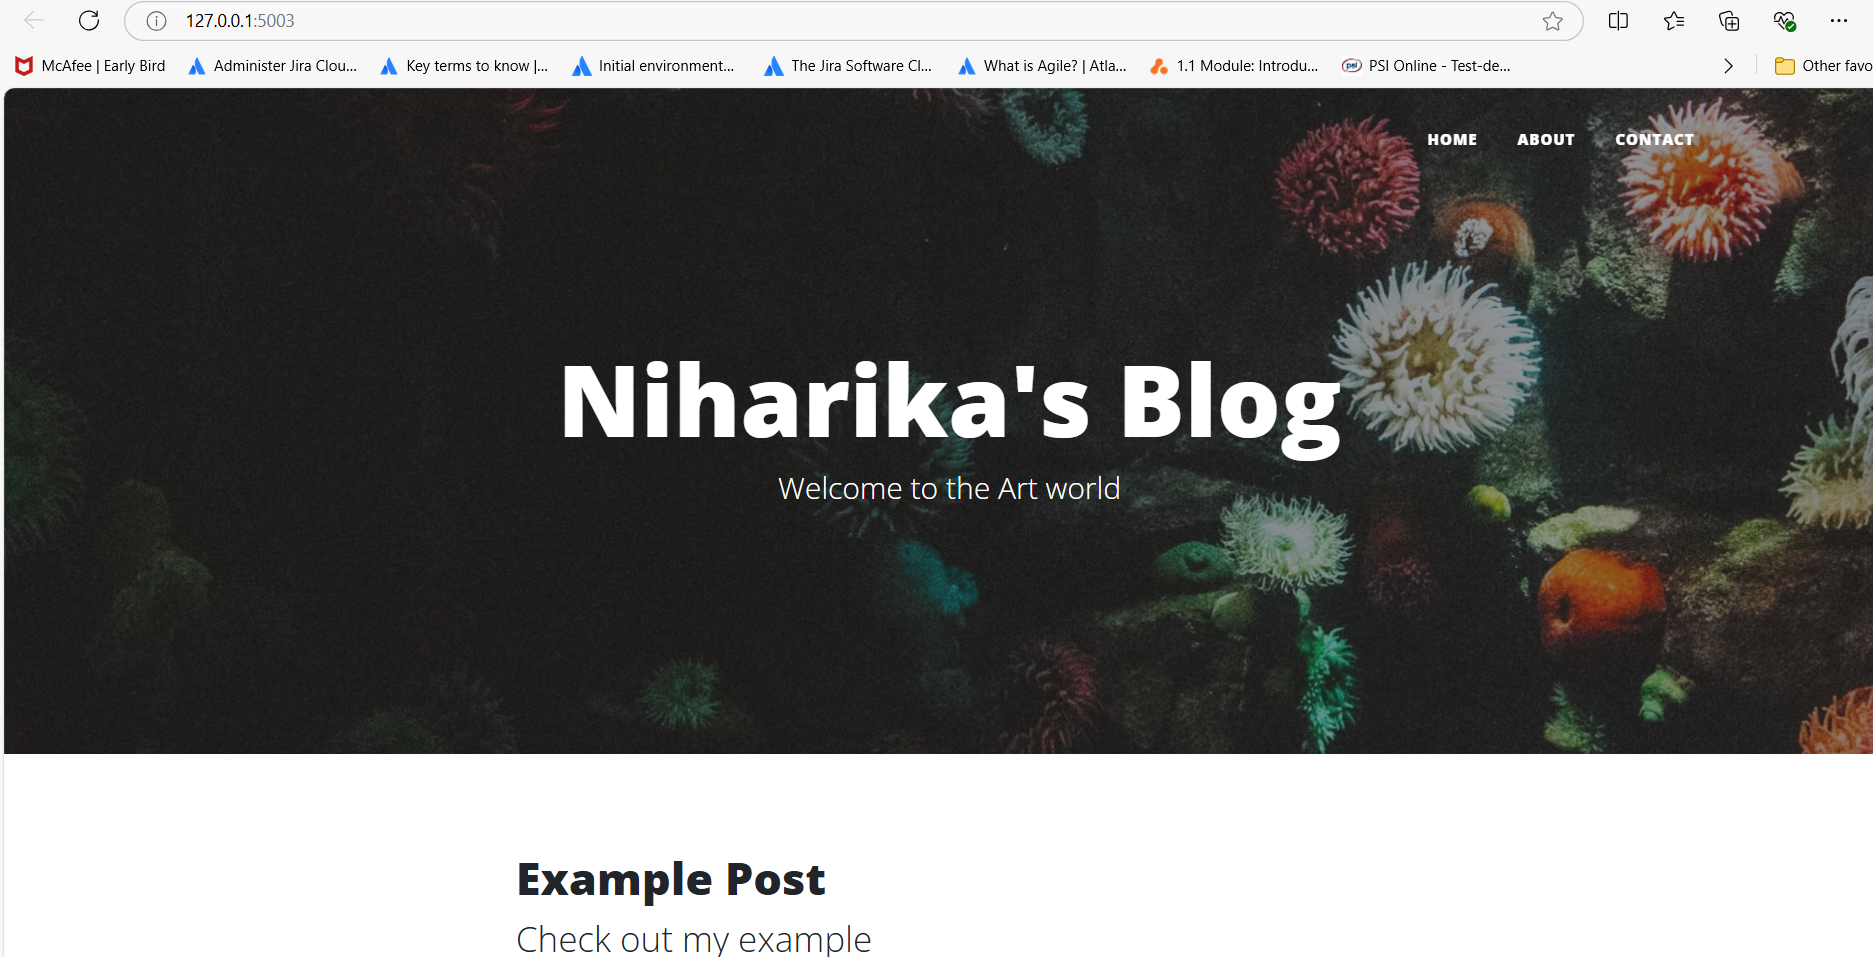 127.0.0.1:5003
McAfee | Early Bird
Administer Jira Clou...
Key terms to know |...
Initial environment...
The Jira Software Cl...
What is Agile? | Atla...
1.1 Module: Introdu...
psi
PSI Online - Test-de...
Other favo
HOME ABOUT CONTACT
Niharika's Blog
Welcome to the Art world
Example Post
Check out my example